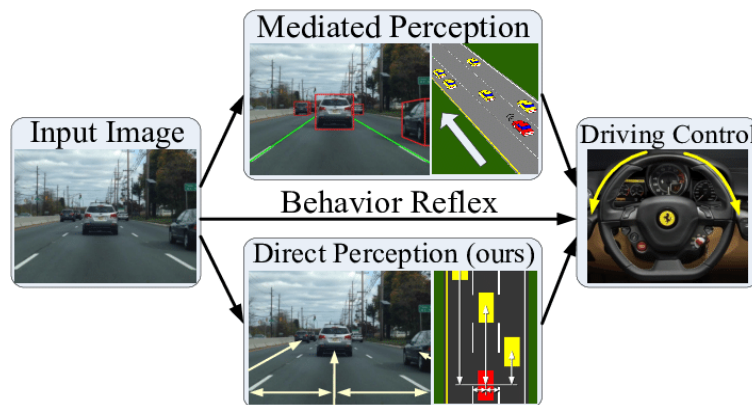 Mediated Perception
Input Image
Driving Control
Behavior Reflex
Direct Perception (ours)